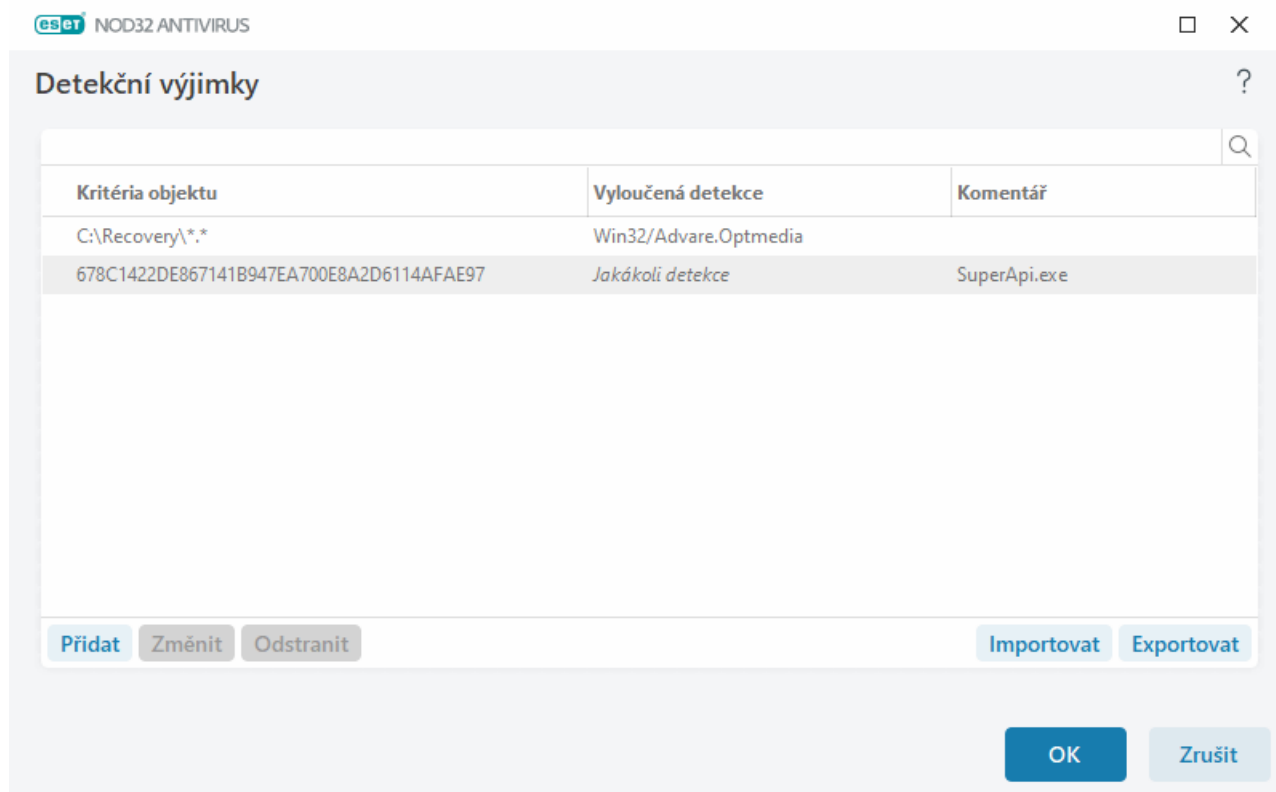 eseт NOD32 ANTIVIRUS
Detekční výjimky
?
Kritéria objektu Vyloučená detekce Komentář
C:\Recovery\*.* Win32/Advare.Optmedia
678C1422DE867141B947EA700E8A2D6114AFAE97 Jakákoli detekce SuperApi.exe
Přidat Změnit Odstranit Importovat Exportovat
OK Zrušit